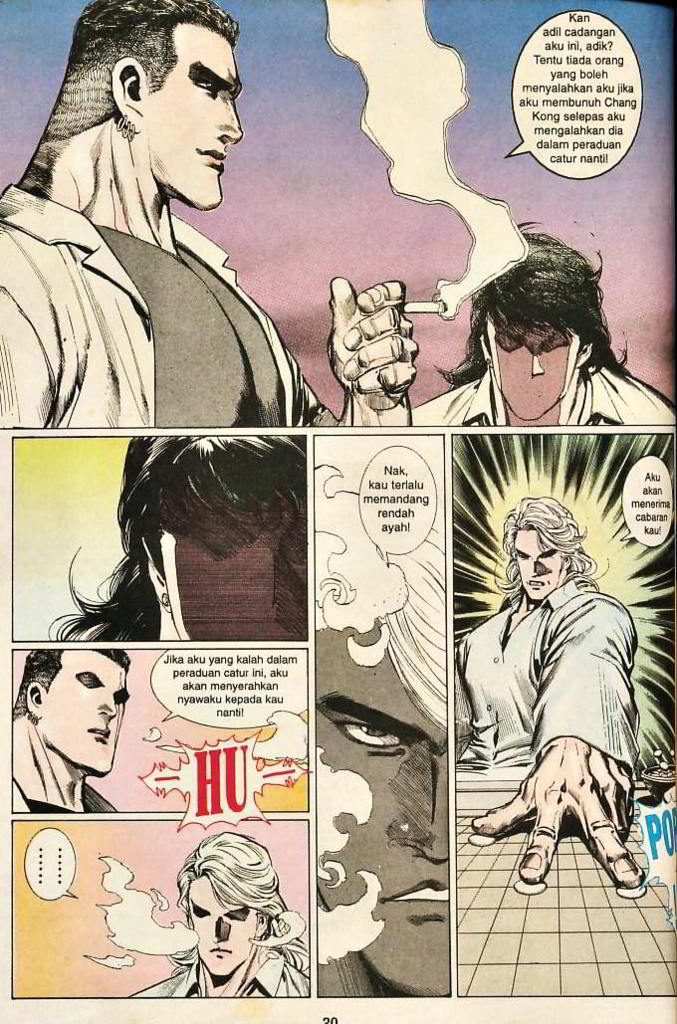 Kan
adil cadangan
aku ini, adik?
Tentu tiada orang
yang boleh
menyalahkan aku jika
aku membunuh Chang
Kong selepas aku
mengalahkan dia
dalam peraduan
catur nanti!
Jika aku yang kalah dalam
peraduan catur ini, aku
akan menyerahkan
nyawaku kepada kau
nanti!
HU
Nak,
kau terlalu
memandang
rendah
ayah!
Aku
akan
menerima
cabaran
kau!
20